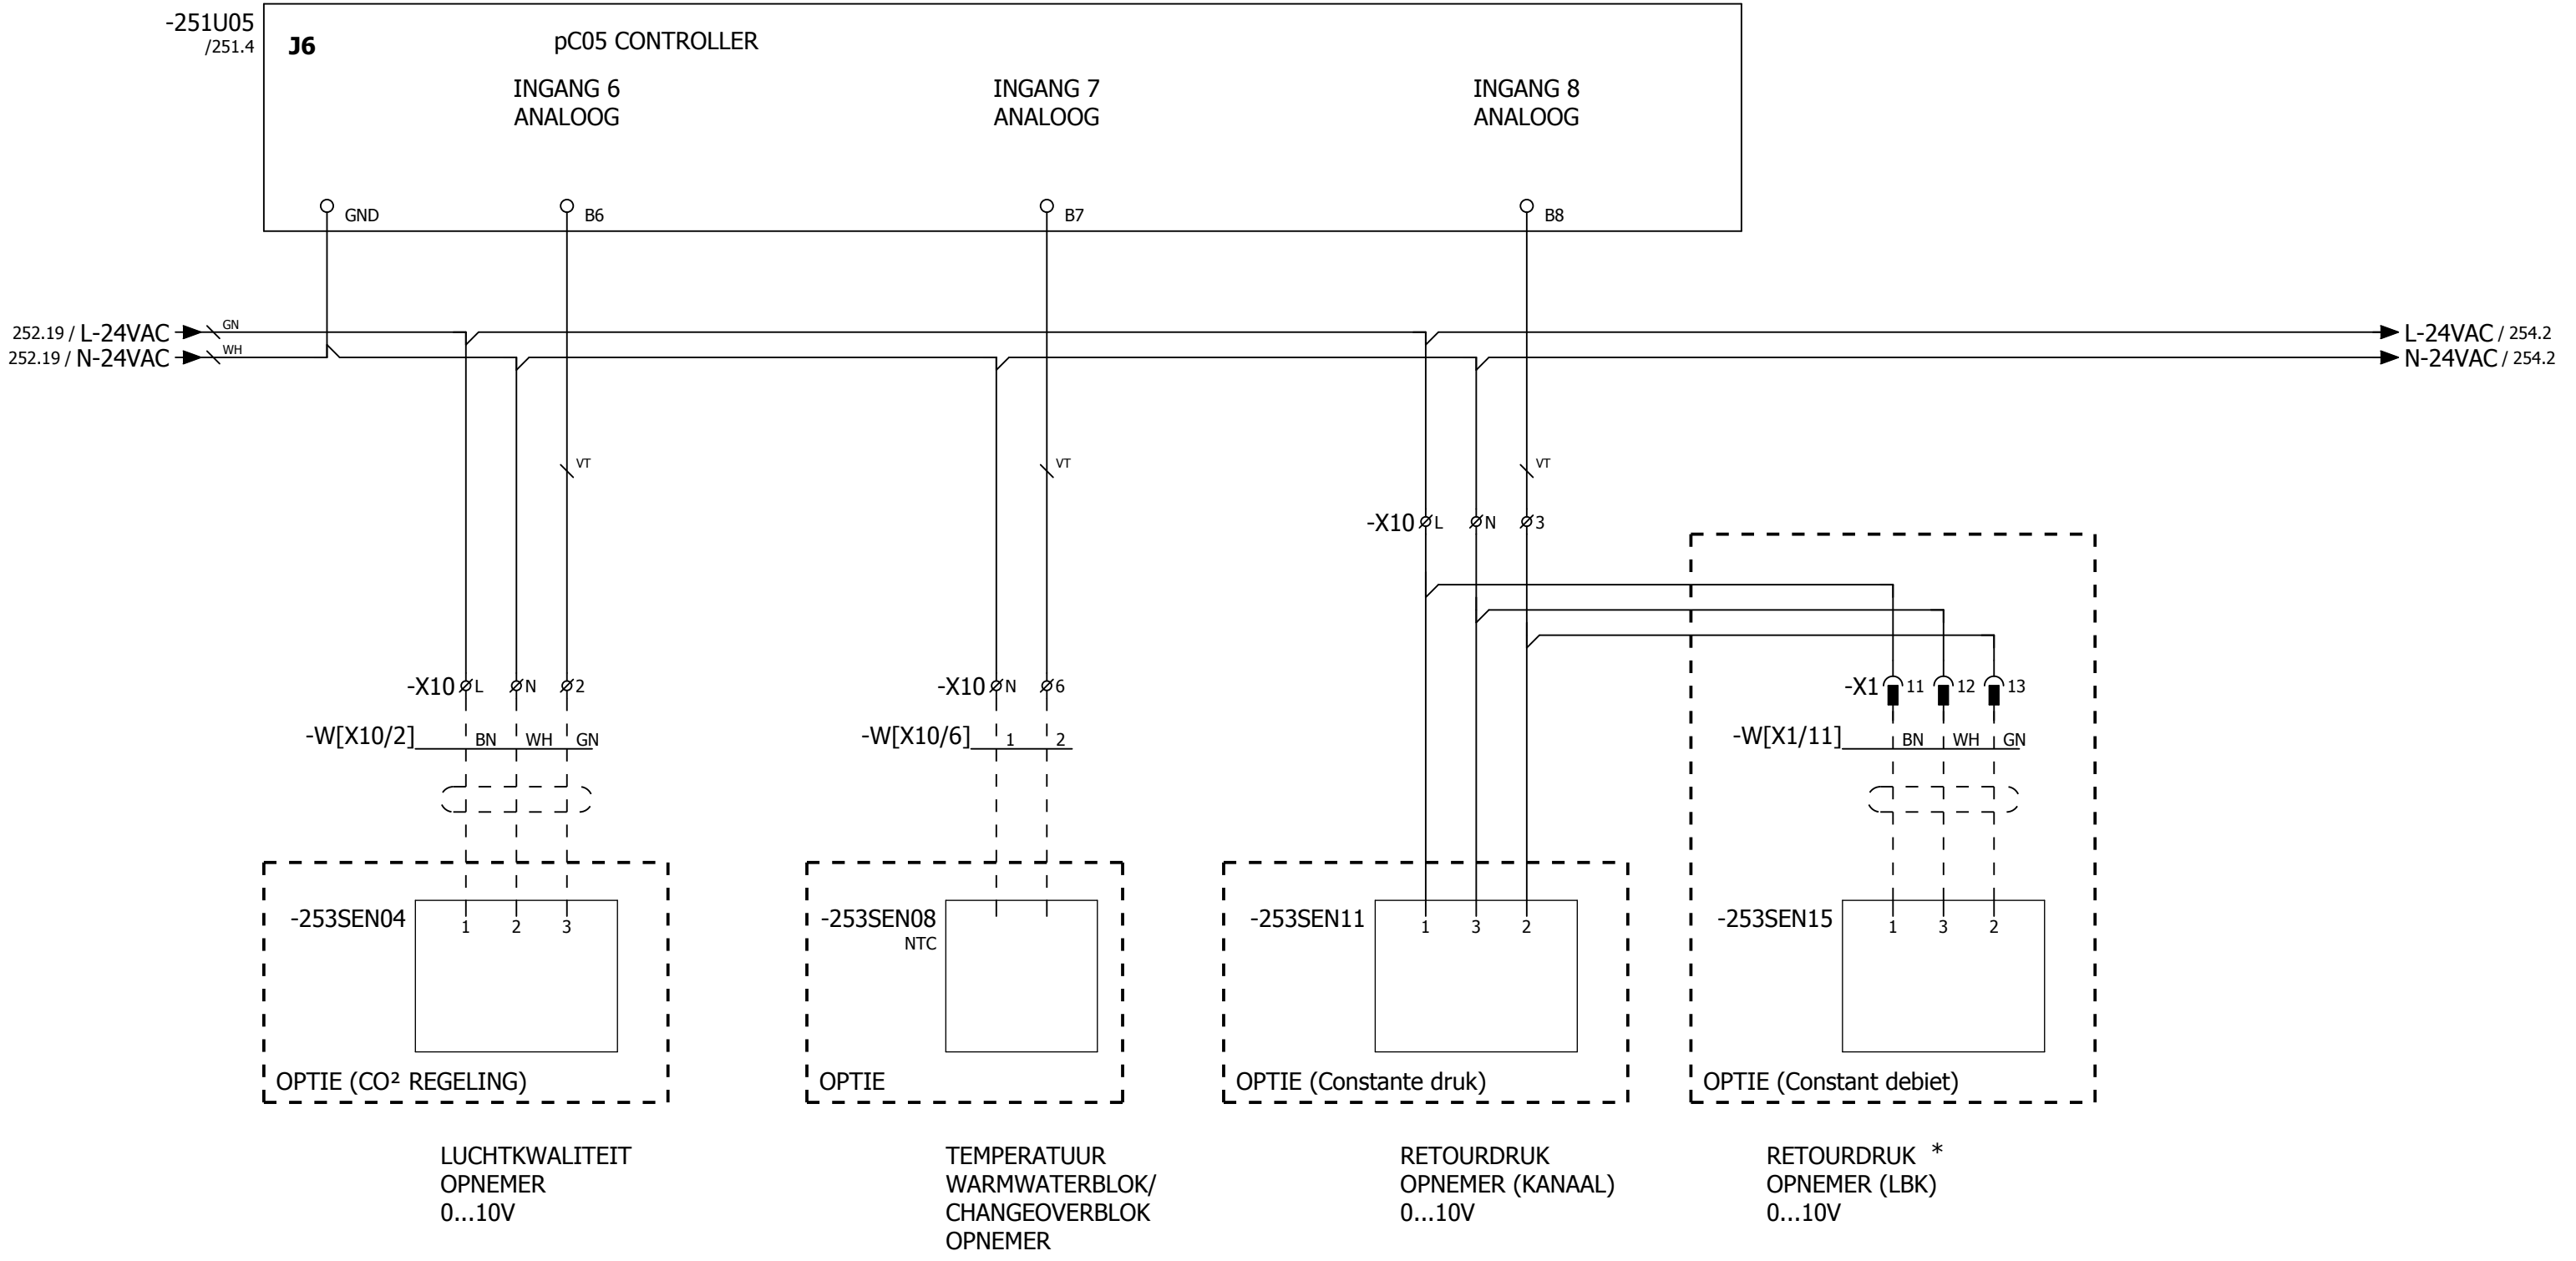 -251U05
/251.4
J6
pC05 CONTROLLER
INGANG 6
ANALOOG
INGANG 7
ANALOOG
INGANG 8
ANALOOG
GND
B6
B7
B8
252.19 / L-24VAC
GN
L-24VAC / 254.2
252.19 / N-24VAC
WH
N-24VAC / 254.2
VT
VT
VT
-X10 L N 3
-X10 L N 2
-X10 N 6
-X1 11 12 13
-W[X10/2] BN WH GN
-W[X10/6] 1 2
-W[X1/11] BN WH GN
-253SEN04
1 2 3
-253SEN08
NTC
-253SEN11
1 3 2
-253SEN15
1 3 2
OPTIE (CO² REGELING)
OPTIE
OPTIE (Constante druk)
OPTIE (Constant debiet)
LUCHTKWALITEIT
OPNEMER
0...10V
TEMPERATUUR
WARMWATERBLOK/
CHANGEOVERBLOK
OPNEMER
RETOURDRUK
OPNEMER (KANAAL)
0...10V
RETOURDRUK *
OPNEMER (LBK)
0...10V